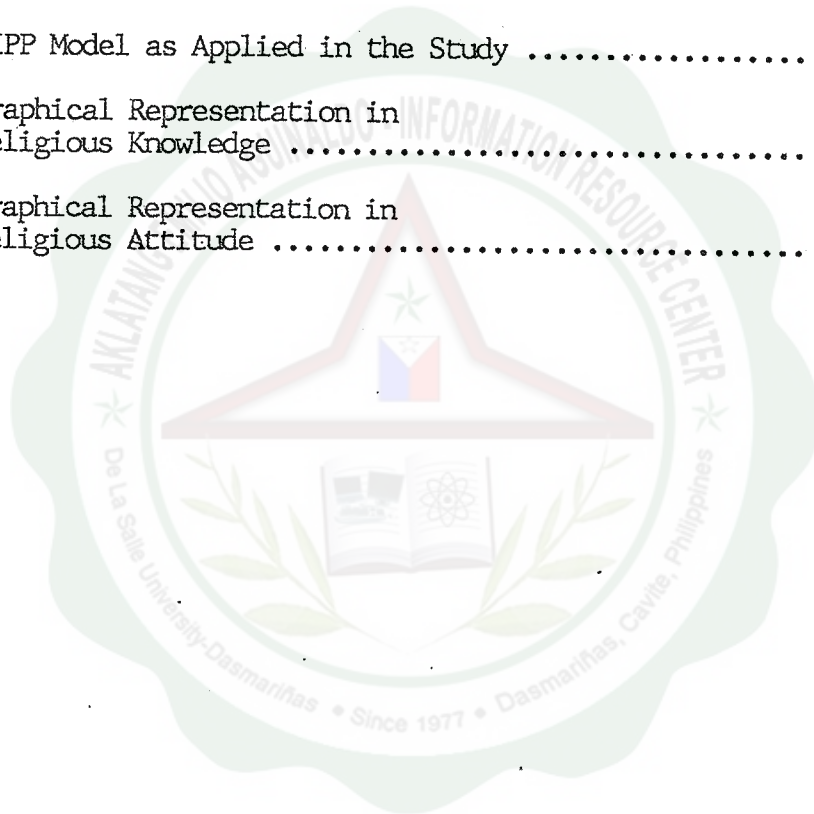 IPP Model as Applied in the Study ..................
raphical Representation in
eligious Knowledge .................................
raphical Representation in
eligious Attitude ..................................
AKLATANG EMILIO AGUINALDO - INFORMATION RESOURCE CENTER
De La Salle University-Dasmariñas • Since 1977 • Dasmariñas, Cavite, Philippines